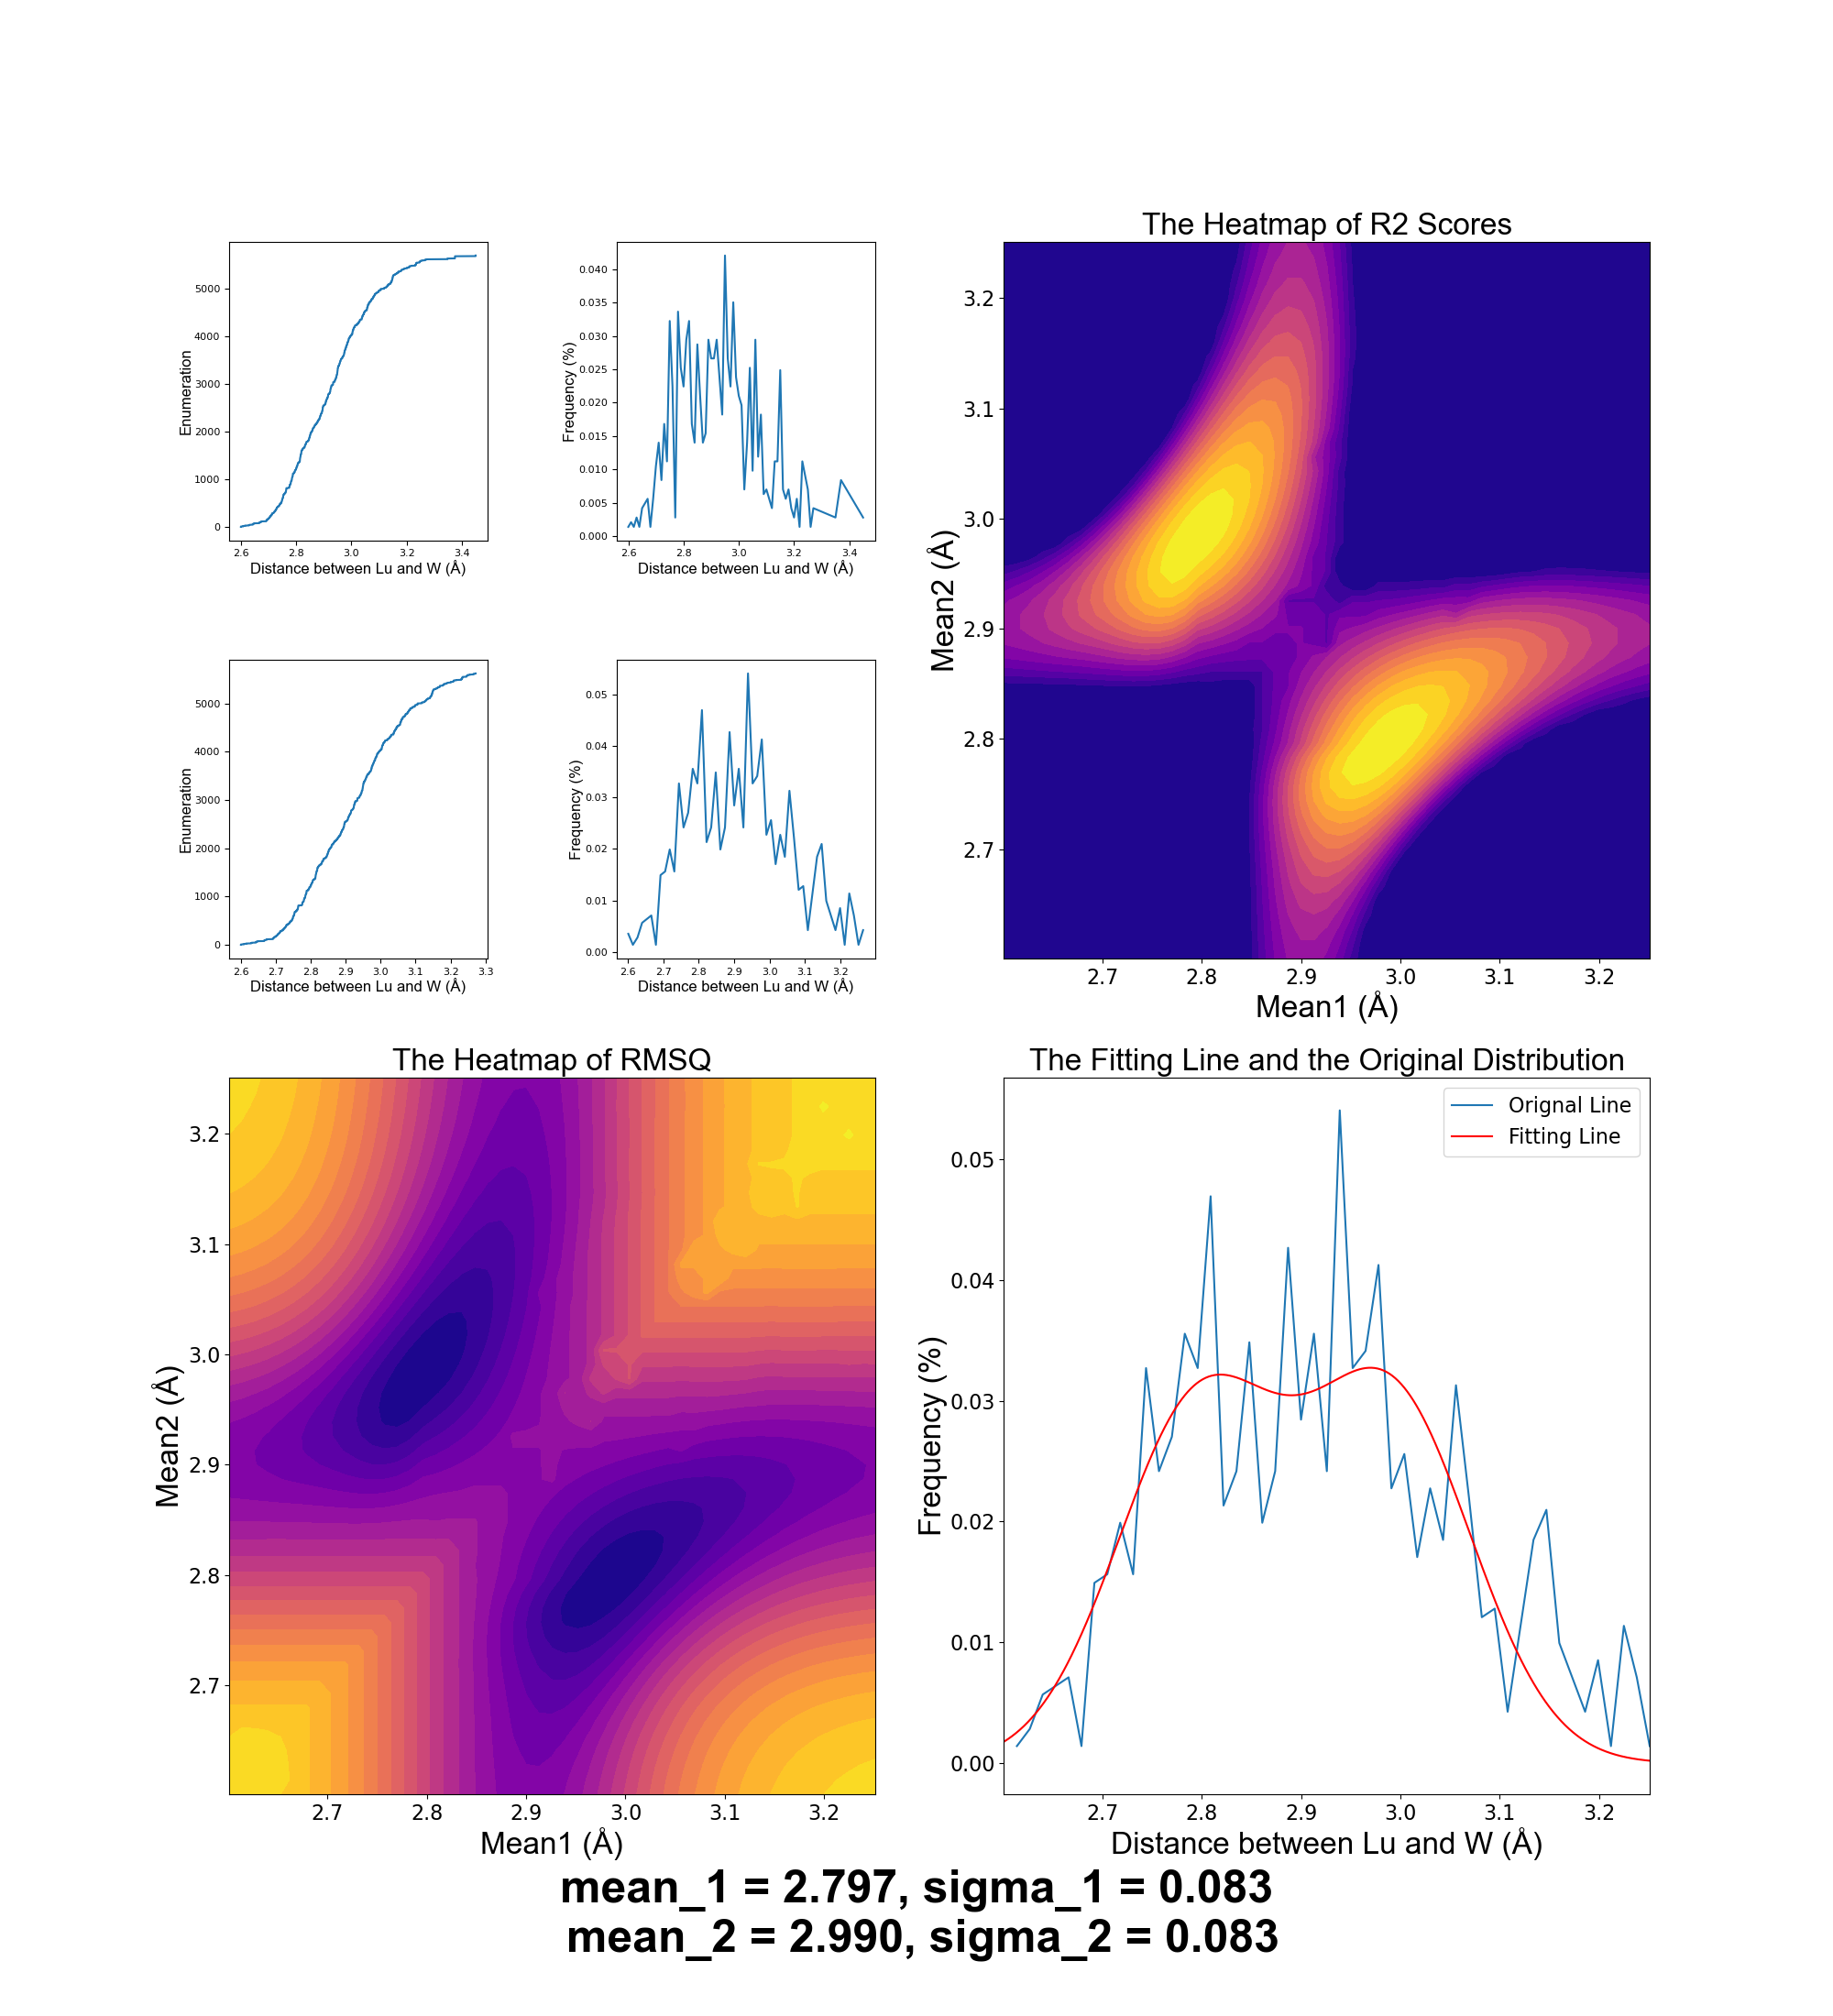 5000
4000
3000
2000
1000
0
Enumeration
2.6 2.8 3.0 3.2 3.4
Distance between Lu and W (Å)
0.040
0.035
0.030
0.025
0.020
0.015
0.010
0.005
0.000
Frequency (%)
2.6 2.8 3.0 3.2 3.4
Distance between Lu and W (Å)
The Heatmap of R2 Scores
3.2
3.1
3.0
2.9
2.8
2.7
Mean2 (Å)
2.7 2.8 2.9 3.0 3.1 3.2
Mean1 (Å)
5000
4000
3000
2000
1000
0
Enumeration
2.6 2.7 2.8 2.9 3.0 3.1 3.2 3.3
Distance between Lu and W (Å)
0.05
0.04
0.03
0.02
0.01
0.00
Frequency (%)
2.6 2.7 2.8 2.9 3.0 3.1 3.2
Distance between Lu and W (Å)
The Heatmap of RMSQ
3.2
3.1
3.0
2.9
2.8
2.7
Mean2 (Å)
2.7 2.8 2.9 3.0 3.1 3.2
Mean1 (Å)
The Fitting Line and the Original Distribution
Orignal Line
Fitting Line
0.05
0.04
0.03
0.02
0.01
0.00
Frequency (%)
2.7 2.8 2.9 3.0 3.1 3.2
Distance between Lu and W (Å)
mean_1 = 2.797, sigma_1 = 0.083
mean_2 = 2.990, sigma_2 = 0.083